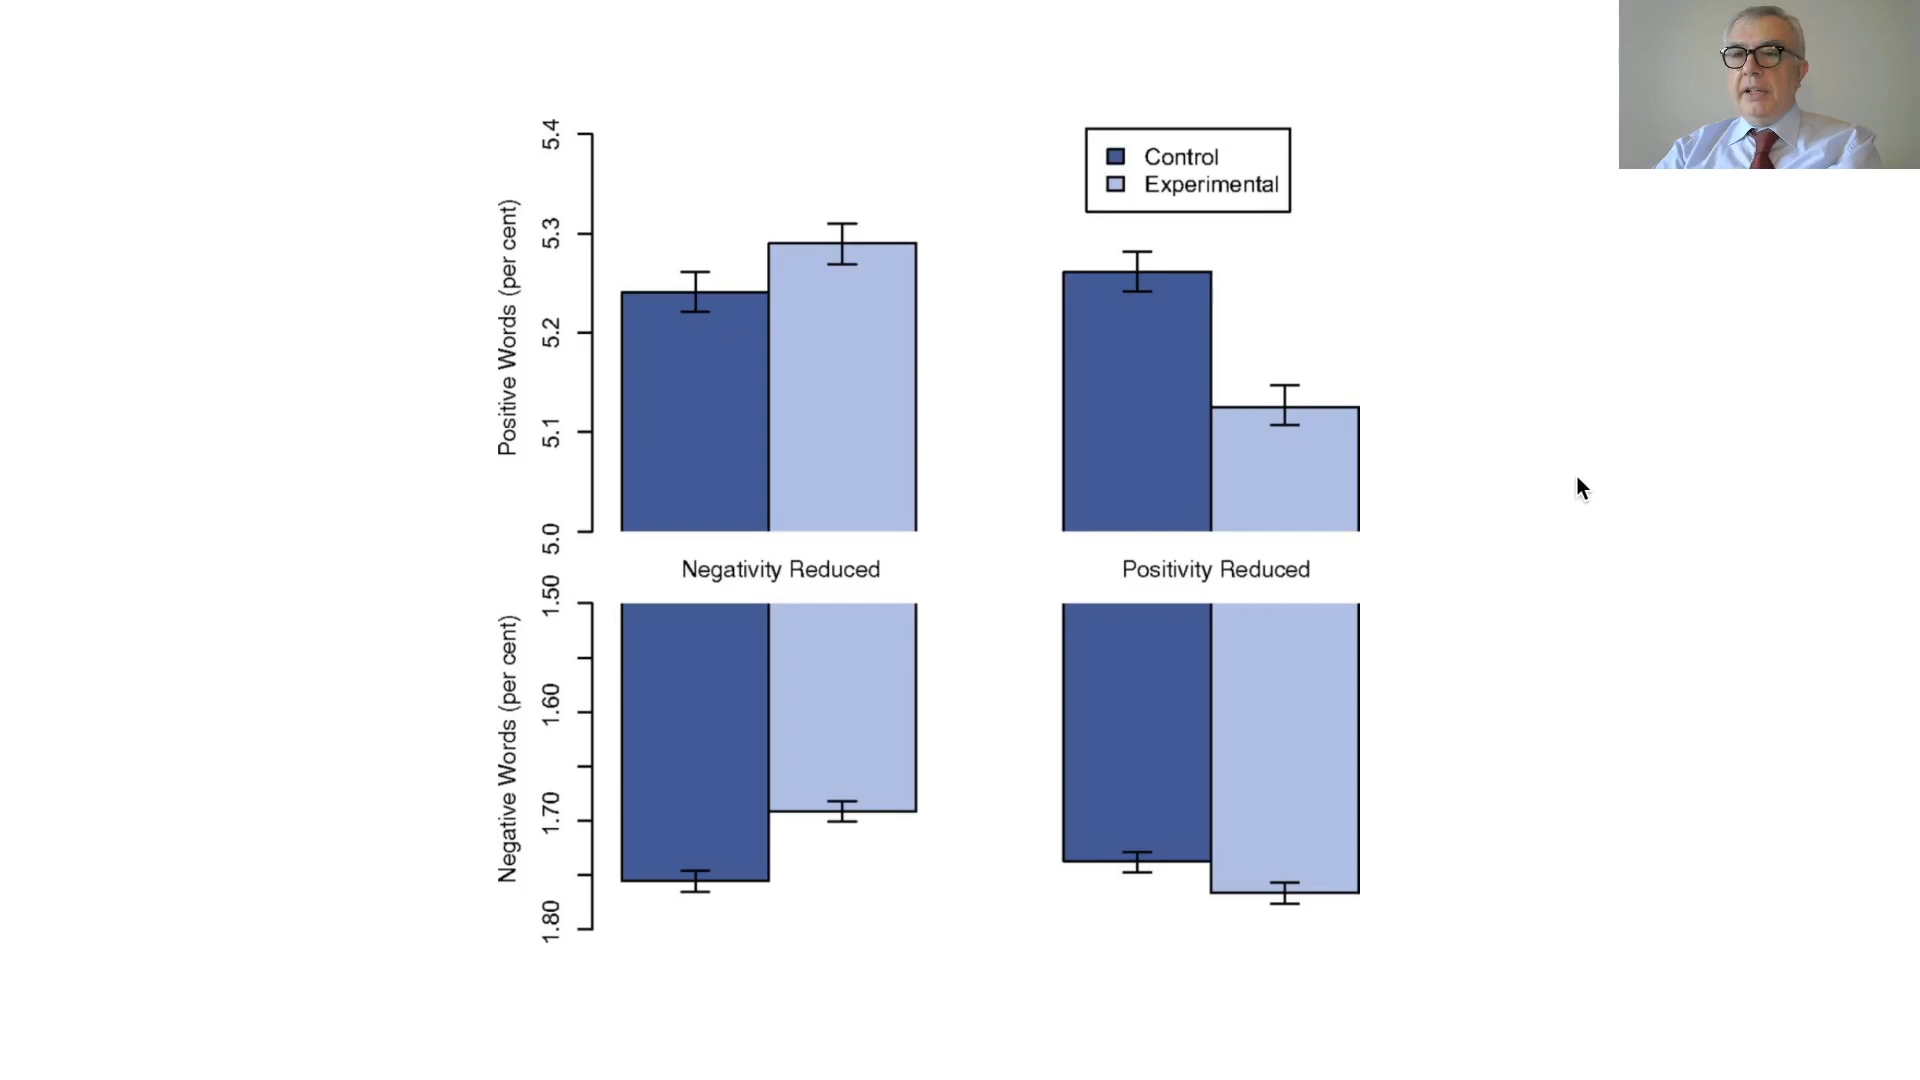 Positive Words (per cent)
5.4
5.3
5.2
5.1
5.0
Control
Experimental
Negativity Reduced
Positivity Reduced
Negative Words (per cent)
1.50
1.60
1.70
1.80